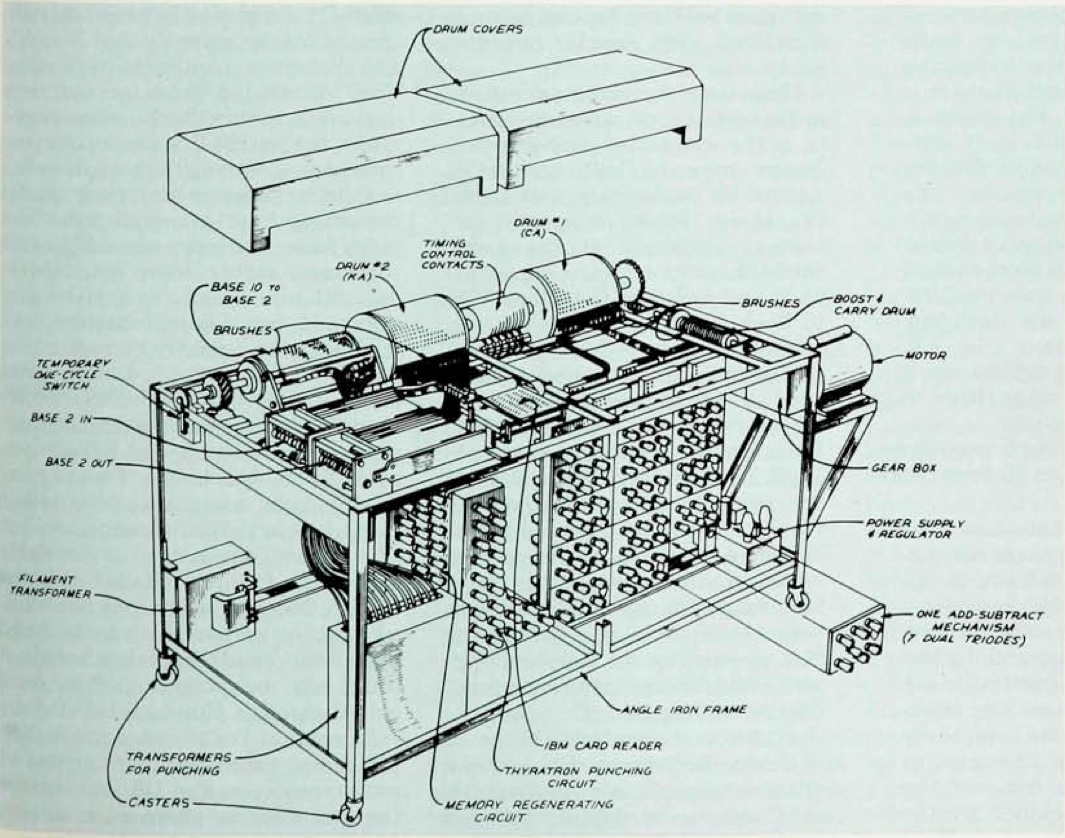 DRUM COVERS
DRUM #1
(CA)
TIMING
CONTROL
CONTACTS
DRUM #2
(KA)
BASE 10 TO
BASE 2
BRUSHES
BRUSHES
BOOST &
CARRY DRUM
TEMPORARY
ONE-CYCLE
SWITCH
MOTOR
BASE 2 IN
BASE 2 OUT
GEAR BOX
POWER SUPPLY
& REGULATOR
FILAMENT
TRANSFORMER
ONE ADD-SUBTRACT
MECHANISM
(7 DUAL TRIODES)
ANGLE IRON FRAME
IBM CARD READER
TRANSFORMERS
FOR PUNCHING
THYRATRON PUNCHING
CIRCUIT
CASTERS
MEMORY REGENERATING
CIRCUIT